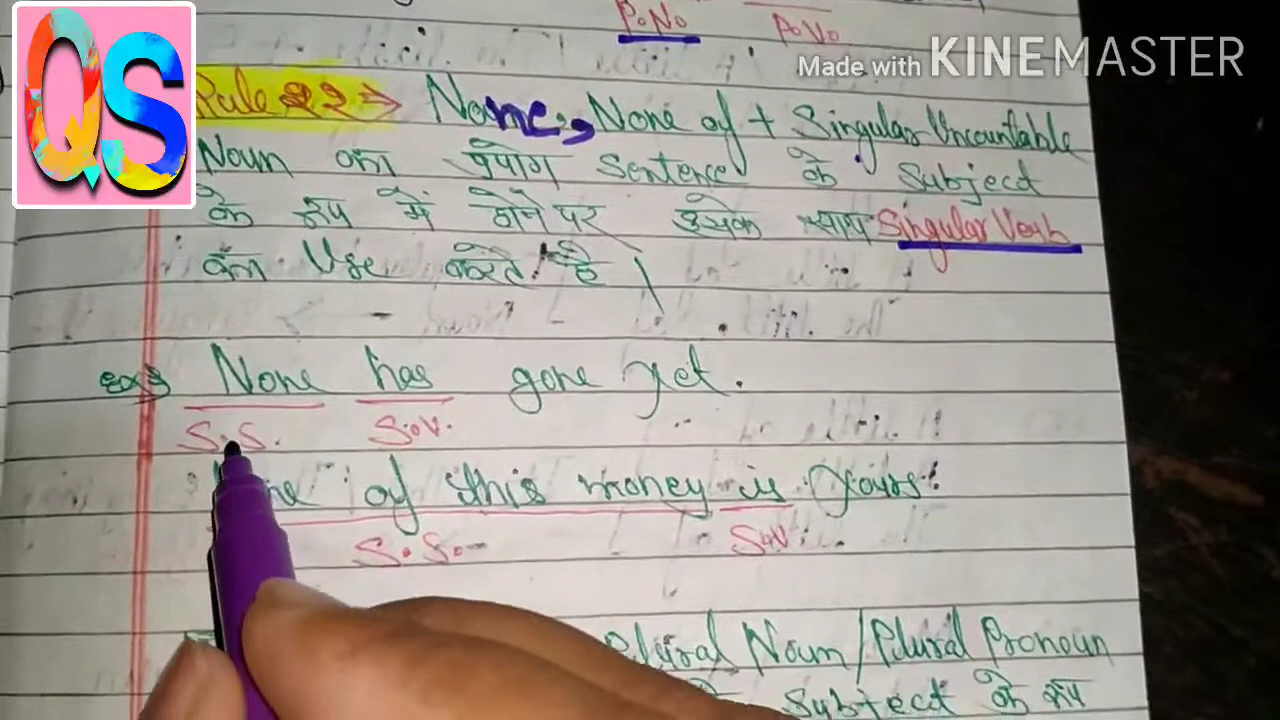 P.No
P.V.
Made with KINEMASTER
QS
Rule 22 → None, None of + Singular Uncountable
Noun का प्रयोग Sentence के Subject
के रूप में होने पर उसके साथ Singular Verb
का Use करते है।
Ex:- None has gone yet.
S.S. S.V.
of this money is yours.
S.S. S.V.
Plural Noun/Plural Pronoun
Subject के रूप